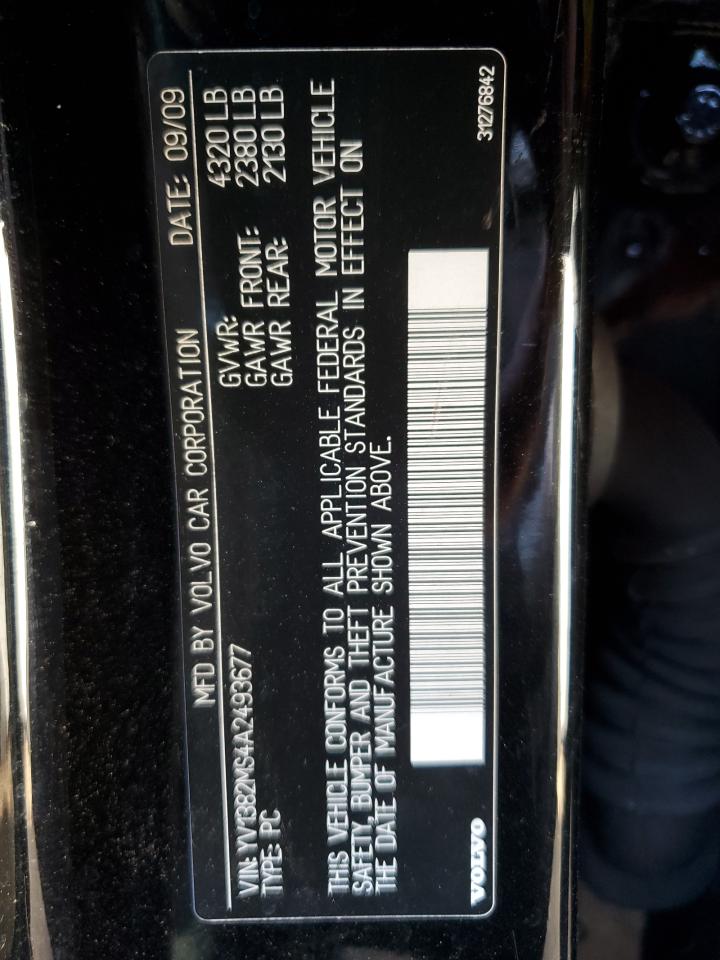 MFD BY VOLVO CAR CORPORATION DATE: 09/09
VIN: YV1382MS4A2493677 GVWR: 4320 LB
TYPE: PC GAWR FRONT: 2380 LB
GAWR REAR: 2130 LB
THIS VEHICLE CONFORMS TO ALL APPLICABLE FEDERAL MOTOR VEHICLE
SAFETY, BUMPER AND THEFT PREVENTION STANDARDS IN EFFECT ON
THE DATE OF MANUFACTURE SHOWN ABOVE.
VOLVO 31276842